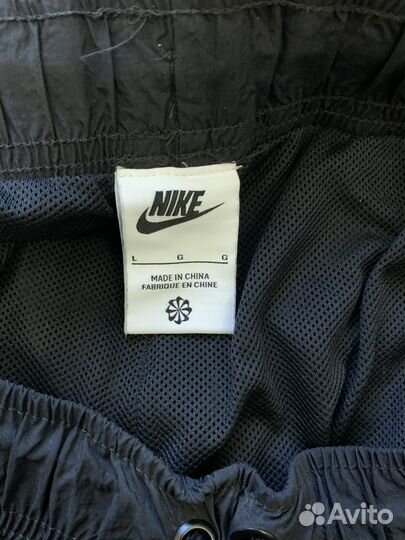 NIKE
L G G
MADE IN CHINA
FABRIQUE EN CHINE
Avito